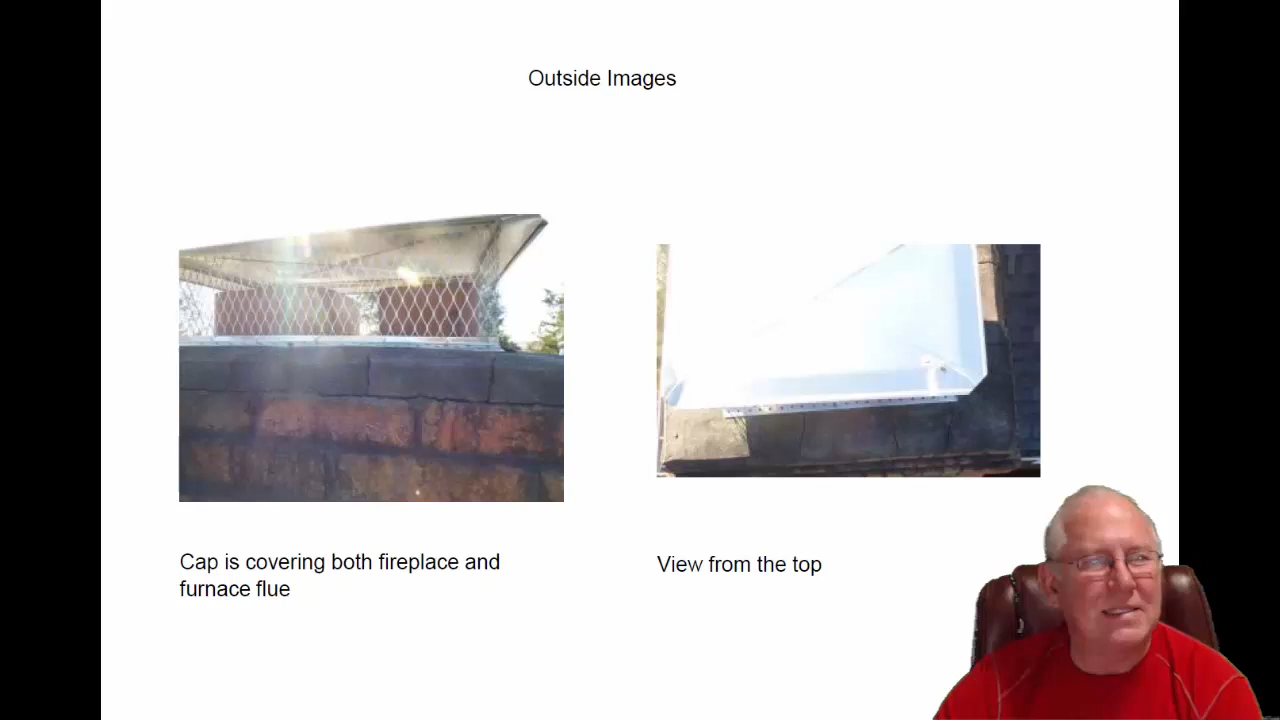 Outside Images
Cap is covering both fireplace and
furnace flue
View from the top